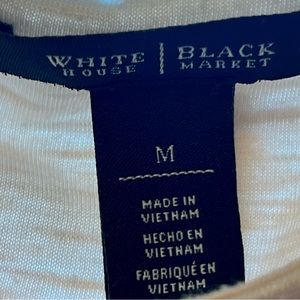 WHITE HOUSE | BLACK MARKET
M
MADE IN
VIETNAM
HECHO EN
VIETNAM
FABRIQUÉ EN
VIETNAM